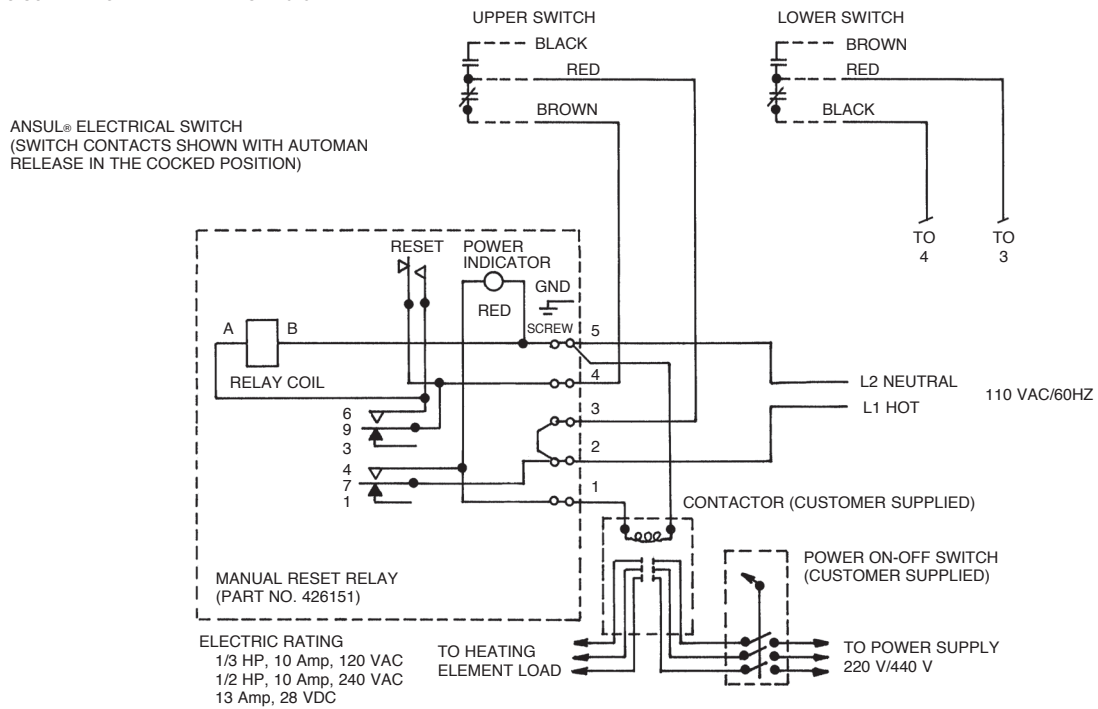 UPPER SWITCH
BLACK
RED
BROWN
LOWER SWITCH
BROWN
RED
BLACK
TO
4
TO
3
ANSUL® ELECTRICAL SWITCH
(SWITCH CONTACTS SHOWN WITH AUTOMAN
RELEASE IN THE COCKED POSITION)
RESET
POWER
INDICATOR
RED
GND
SCREW
A
B
RELAY COIL
5
4
3
2
1
6
9
3
4
7
1
L2 NEUTRAL
L1 HOT
110 VAC/60HZ
MANUAL RESET RELAY
(PART NO. 426151)
CONTACTOR (CUSTOMER SUPPLIED)
POWER ON-OFF SWITCH
(CUSTOMER SUPPLIED)
ELECTRIC RATING
1/3 HP, 10 Amp, 120 VAC
1/2 HP, 10 Amp, 240 VAC
13 Amp, 28 VDC
TO HEATING
ELEMENT LOAD
TO POWER SUPPLY
220 V/440 V